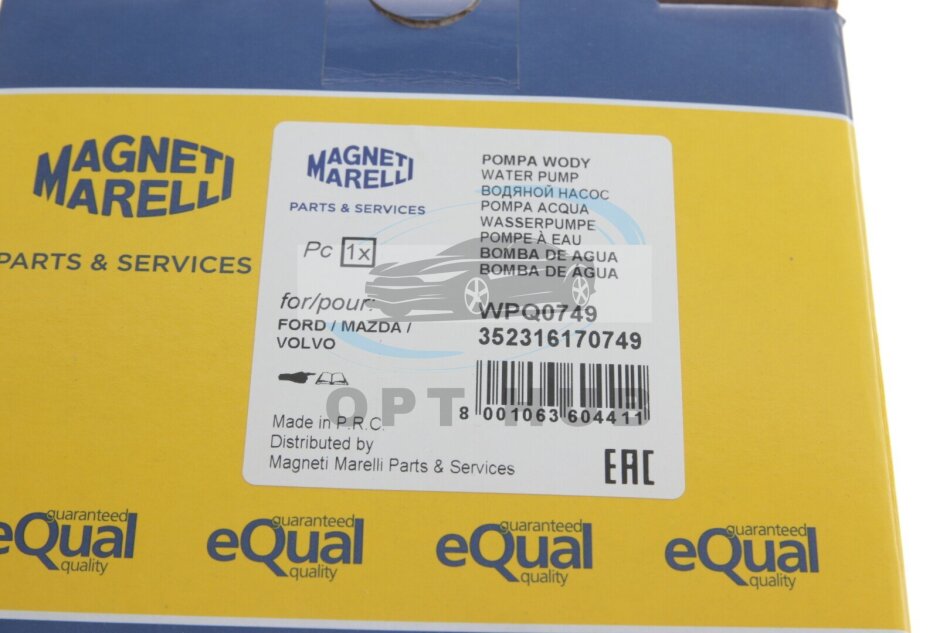 MAGNETI
MARELLI
PARTS & SERVICES
MAGNETI
MARELLI
PARTS & SERVICES
Pc 1x
for/pour:
FORD / MAZDA /
VOLVO
Made in P.R.C.
Distributed by
Magneti Marelli Parts & Services
POMPA WODY
WATER PUMP
ВОДЯНОЙ НАСОС
POMPA ACQUA
WASSERPUMPE
POMPE À EAU
BOMBA DE AGUA
BOMBA DE AGUA
WPQ0749
352316170749
8 001063 604411
EAC
OPT HUB
guaranteed
eQual
quality
guaranteed
eQual
quality
guaranteed
eQual
quality
guaranteed
eQual
quality